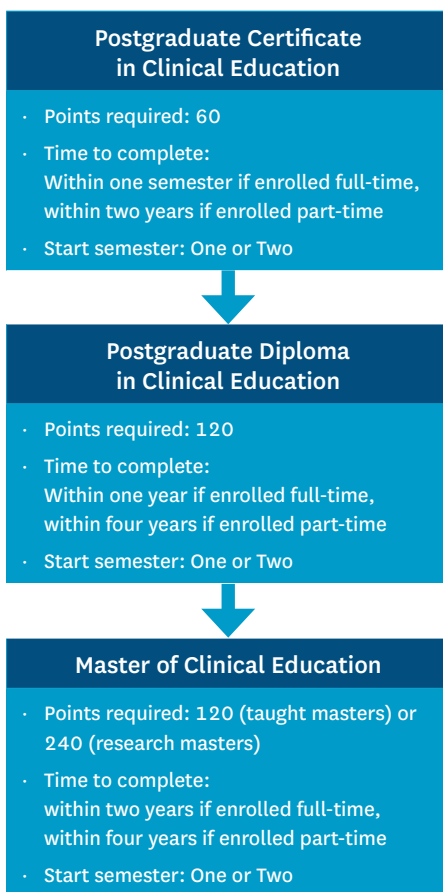 Postgraduate Certificate
in Clinical Education
· Points required: 60
· Time to complete:
Within one semester if enrolled full-time,
within two years if enrolled part-time
· Start semester: One or Two
Postgraduate Diploma
in Clinical Education
· Points required: 120
· Time to complete:
Within one year if enrolled full-time,
within four years if enrolled part-time
· Start semester: One or Two
Master of Clinical Education
· Points required: 120 (taught masters) or
240 (research masters)
· Time to complete:
within two years if enrolled full-time,
within four years if enrolled part-time
· Start semester: One or Two